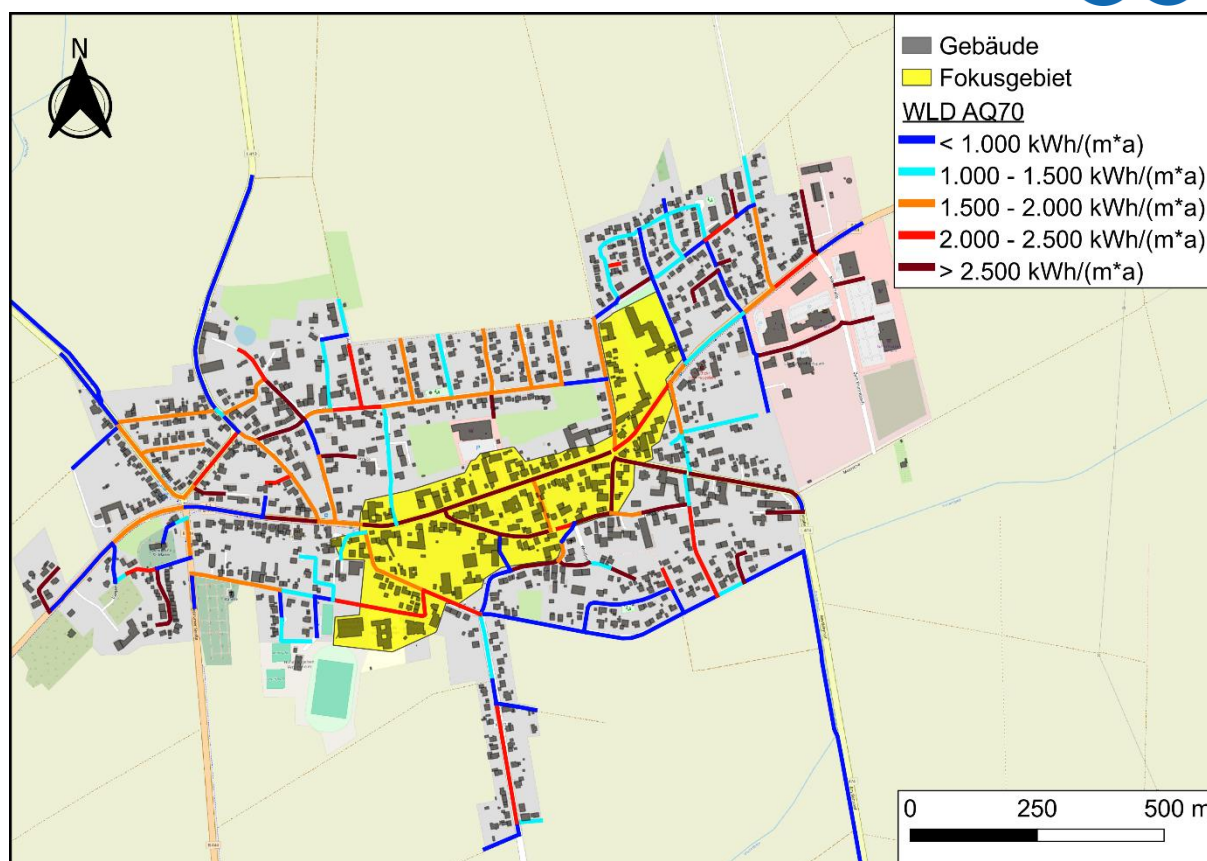 N
Gebäude
Fokusgebiet
WLD AQ70
< 1.000 kWh/(m*a)
1.000 - 1.500 kWh/(m*a)
1.500 - 2.000 kWh/(m*a)
2.000 - 2.500 kWh/(m*a)
> 2.500 kWh/(m*a)
0 250 500 m